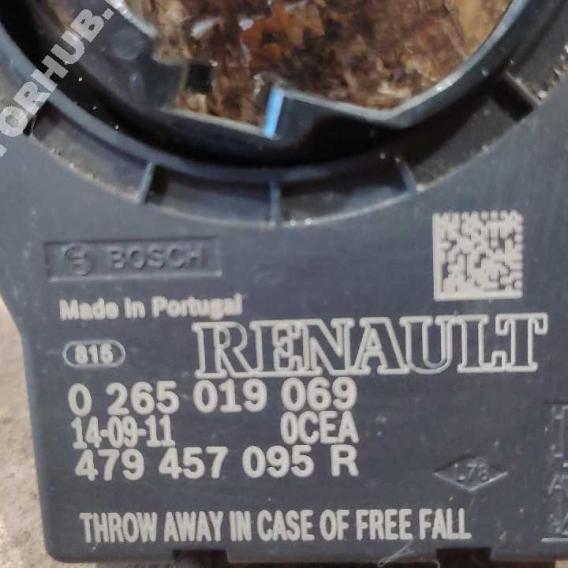 BOSCH
Made in Portugal
815
RENAULT
0 265 019 069
14-09-11 0CEA
479 457 095 R
L78
THROW AWAY IN CASE OF FREE FALL